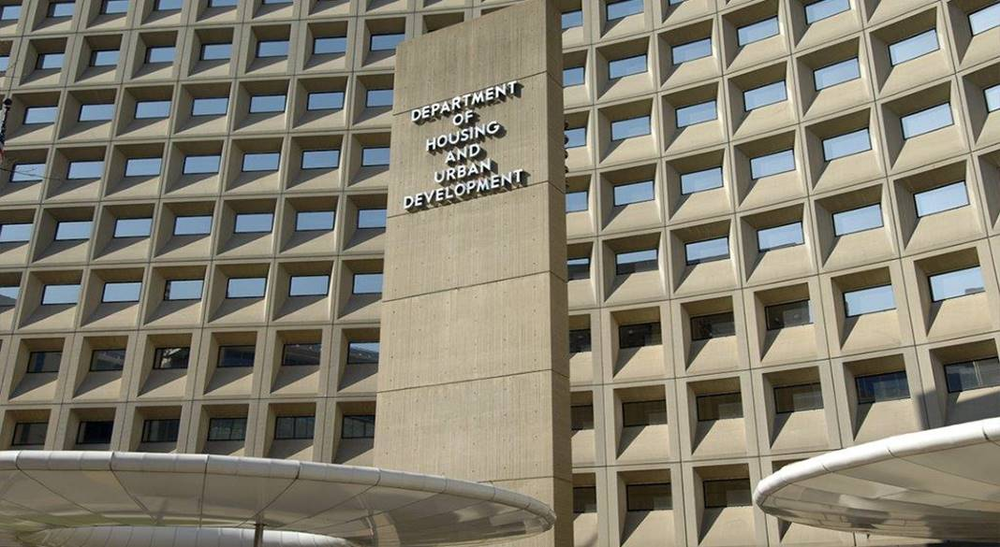 DEPARTMENT
OF
HOUSING
AND
URBAN
DEVELOPMENT